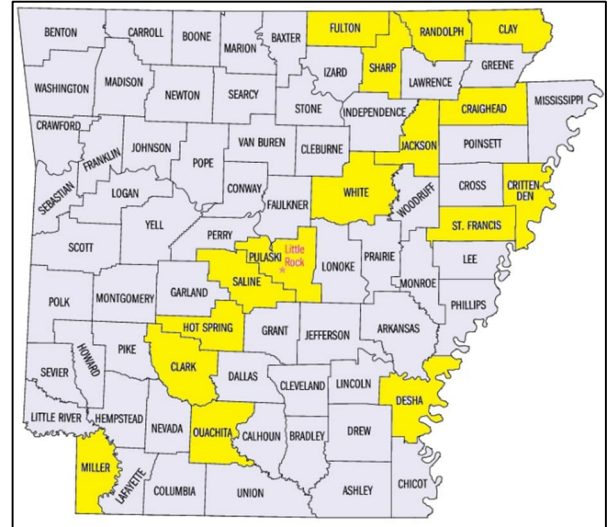 BENTON
CARROLL
BOONE
MARION
BAXTER
FULTON
RANDOLPH
CLAY
SHARP
IZARD
GREENE
LAWRENCE
WASHINGTON
MADISON
NEWTON
SEARCY
STONE
INDEPENDENCE
CRAIGHEAD
MISSISSIPPI
CRAWFORD
FRANKLIN
JOHNSON
POPE
VAN BUREN
CLEBURNE
JACKSON
POINSETT
SEBASTIAN
LOGAN
CONWAY
FAULKNER
WHITE
WOODRUFF
CROSS
CRITTEN-
DEN
YELL
PERRY
ST. FRANCIS
SCOTT
PULASKI
Little
Rock
SALINE
LONOKE
PRAIRIE
MONROE
LEE
POLK
MONTGOMERY
GARLAND
PHILLIPS
HOT SPRING
GRANT
JEFFERSON
ARKANSAS
HOWARD
PIKE
CLARK
SEVIER
DALLAS
CLEVELAND
LINCOLN
DESHA
LITTLE RIVER
HEMPSTEAD
NEVADA
OUACHITA
CALHOUN
BRADLEY
DREW
MILLER
LAFAYETTE
COLUMBIA
UNION
ASHLEY
CHICOT